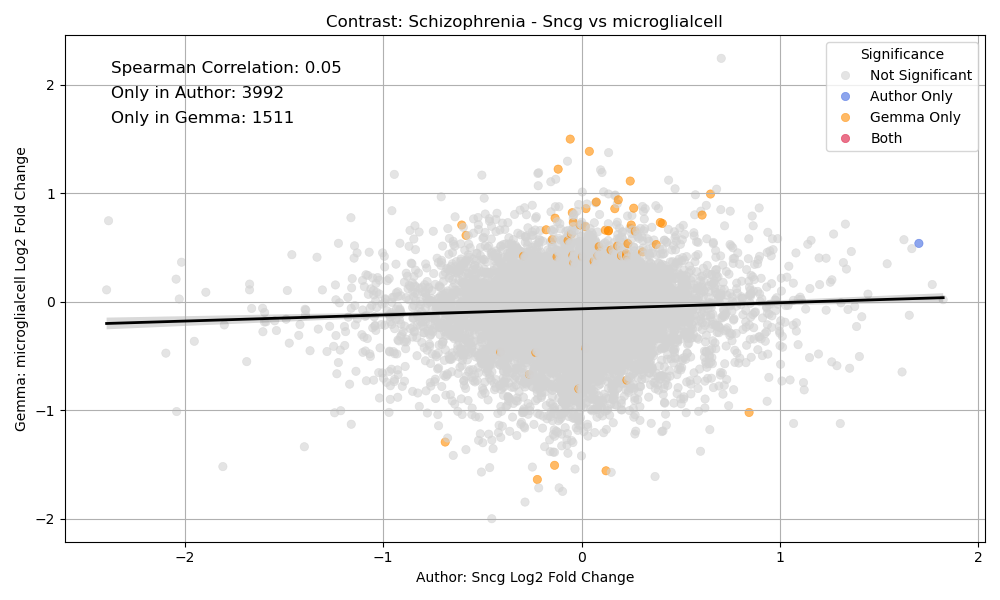 Contrast: Schizophrenia - Sncg vs microglialcell
Spearman Correlation: 0.05
Only in Author: 3992
Only in Gemma: 1511
Significance
Not Significant
Author Only
Gemma Only
Both
Gemma: microglialcell Log2 Fold Change
2
1
0
−1
−2
−2
−1
0
1
2
Author: Sncg Log2 Fold Change